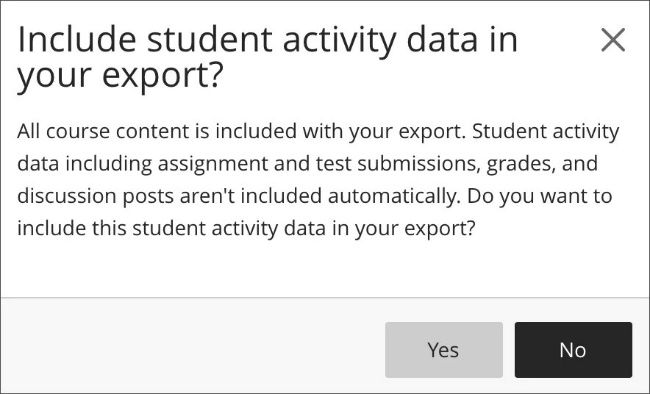 Include student activity data in
your export?
All course content is included with your export. Student activity
data including assignment and test submissions, grades, and
discussion posts aren't included automatically. Do you want to
include this student activity data in your export?
Yes
No